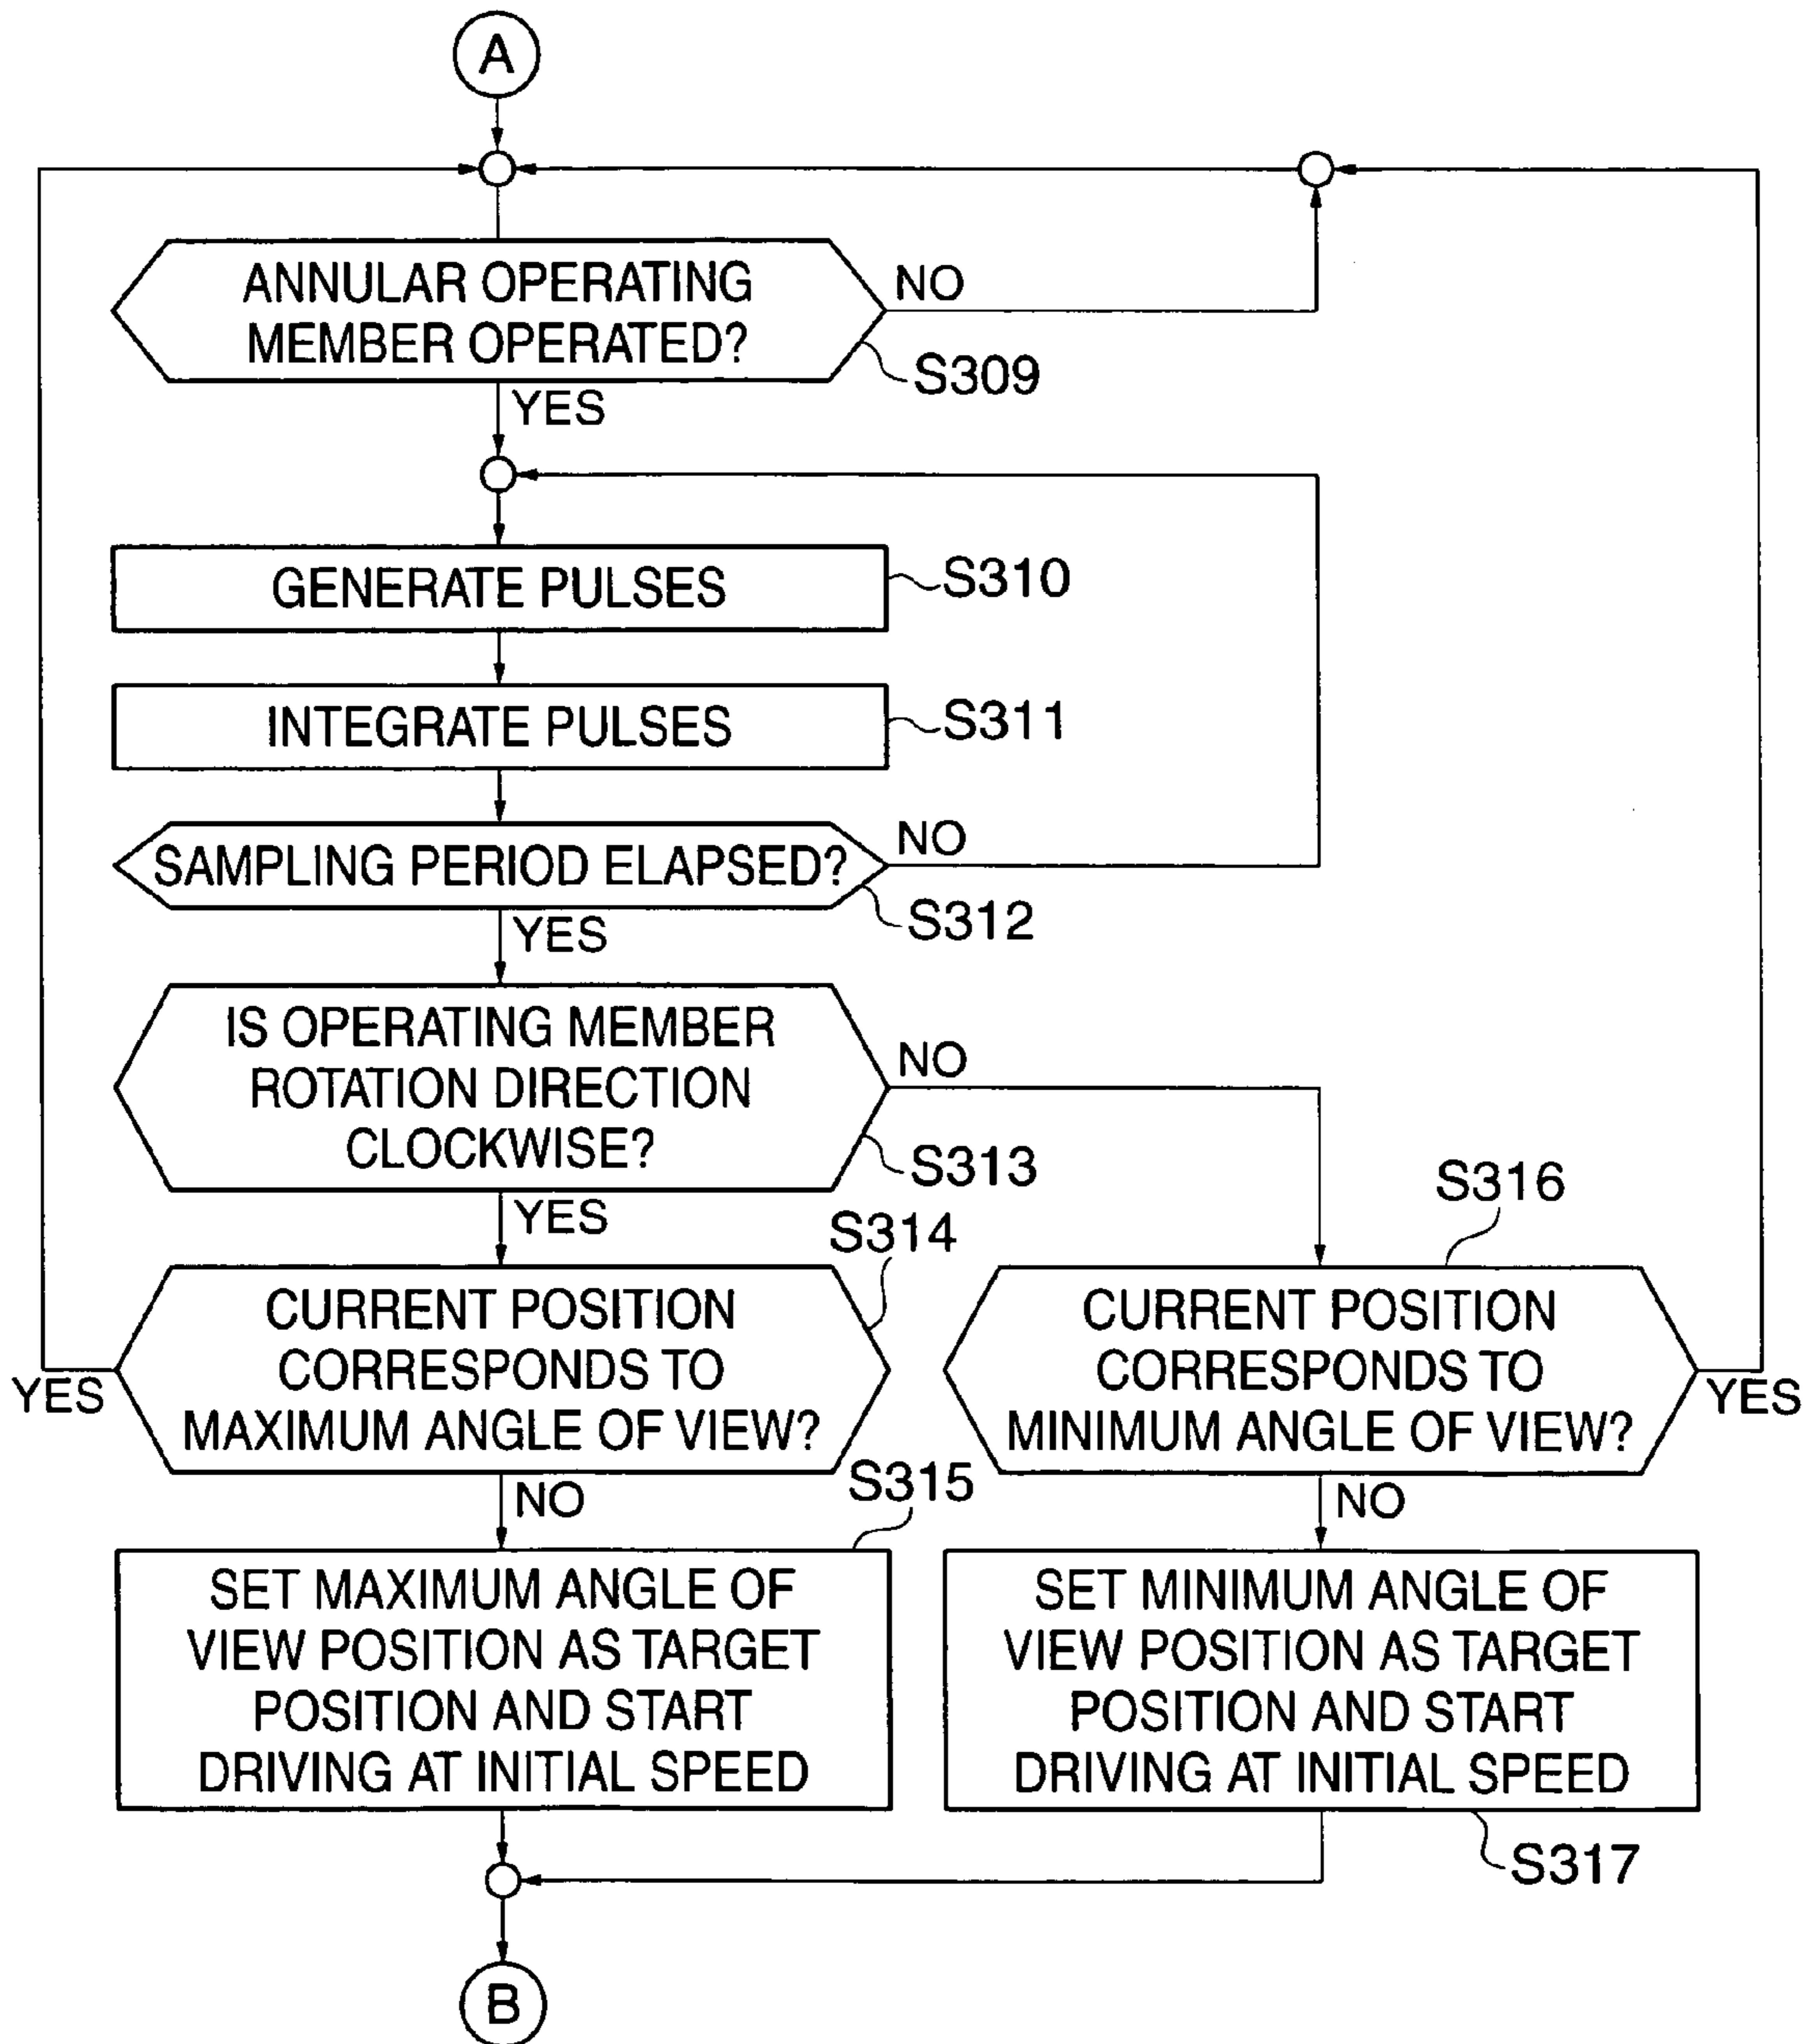 A
ANNULAR OPERATING
MEMBER OPERATED?
NO
S309
YES
GENERATE PULSES
S310
INTEGRATE PULSES
S311
SAMPLING PERIOD ELAPSED?
NO
S312
YES
IS OPERATING MEMBER
ROTATION DIRECTION
CLOCKWISE?
NO
S313
YES
S314
CURRENT POSITION
CORRESPONDS TO
MAXIMUM ANGLE OF VIEW?
YES
NO
S316
CURRENT POSITION
CORRESPONDS TO
MINIMUM ANGLE OF VIEW?
YES
NO
S315
SET MAXIMUM ANGLE OF
VIEW POSITION AS TARGET
POSITION AND START
DRIVING AT INITIAL SPEED
SET MINIMUM ANGLE OF
VIEW POSITION AS TARGET
POSITION AND START
DRIVING AT INITIAL SPEED
S317
B